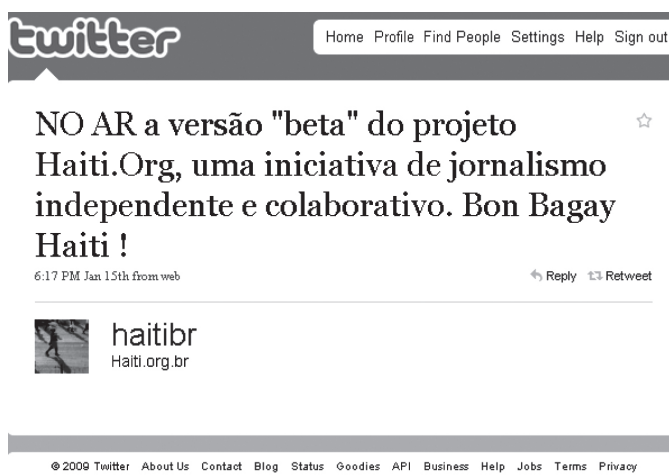 twitter
Home Profile Find People Settings Help Sign out
NO AR a versão "beta" do projeto
Haiti.Org, uma iniciativa de jornalismo
independente e colaborativo. Bon Bagay
Haiti !
6:17 PM Jan 15th from web
Reply Retweet
haitibr
Haiti.org.br
© 2009 Twitter About Us Contact Blog Status Goodies API Business Help Jobs Terms Privacy